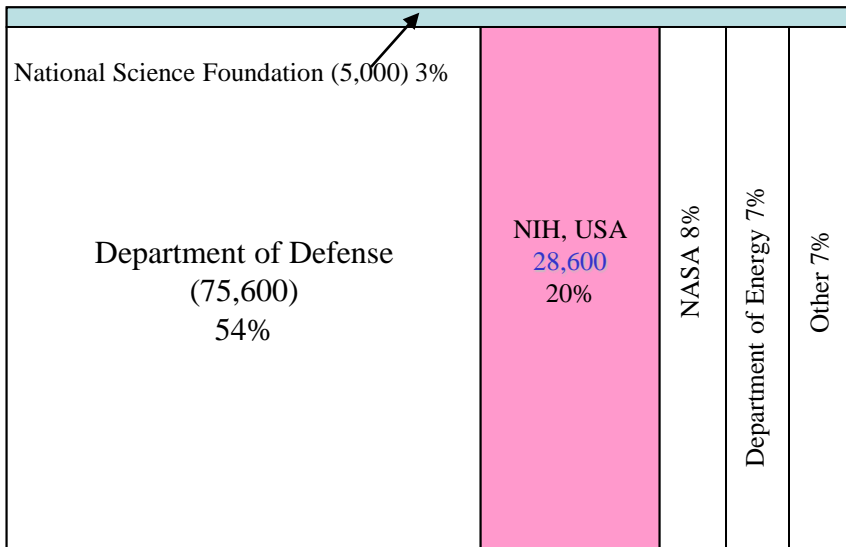 National Science Foundation (5,000) 3%
Department of Defense
(75,600)
54%
NIH, USA
28,600
20%
NASA 8%
Department of Energy 7%
Other 7%